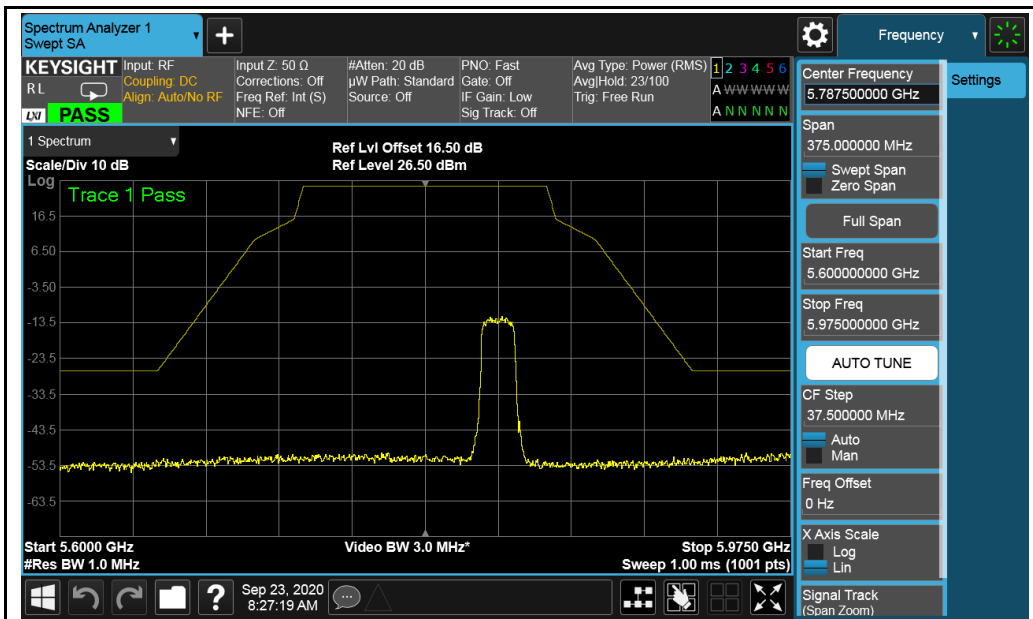 Spectrum Analyzer 1
Swept SA
Frequency
KEYSIGHT
R L
LXI
PASS
Input: RF
Coupling: DC
Align: Auto/No RF
Input Z: 50 Ω
Corrections: Off
Freq Ref: Int (S)
NFE: Off
#Atten: 20 dB
µW Path: Standard
Source: Off
PNO: Fast
Gate: Off
IF Gain: Low
Sig Track: Off
Avg Type: Power (RMS)
Avg|Hold: 23/100
Trig: Free Run
1 2 3 4 5 6
A W W W W W
A N N N N N
1 Spectrum
Scale/Div 10 dB
Ref Lvl Offset 16.50 dB
Ref Level 26.50 dBm
Log
Trace 1 Pass
16.5
6.50
-3.50
-13.5
-23.5
-33.5
-43.5
-53.5
-63.5
Start 5.6000 GHz
#Res BW 1.0 MHz
Video BW 3.0 MHz*
Stop 5.9750 GHz
Sweep 1.00 ms (1001 pts)
?
Sep 23, 2020
8:27:19 AM
Center Frequency
5.787500000 GHz
Settings
Span
375.000000 MHz
Swept Span
Zero Span
Full Span
Start Freq
5.600000000 GHz
Stop Freq
5.975000000 GHz
AUTO TUNE
CF Step
37.500000 MHz
Auto
Man
Freq Offset
0 Hz
X Axis Scale
Log
Lin
Signal Track
(Span Zoom)